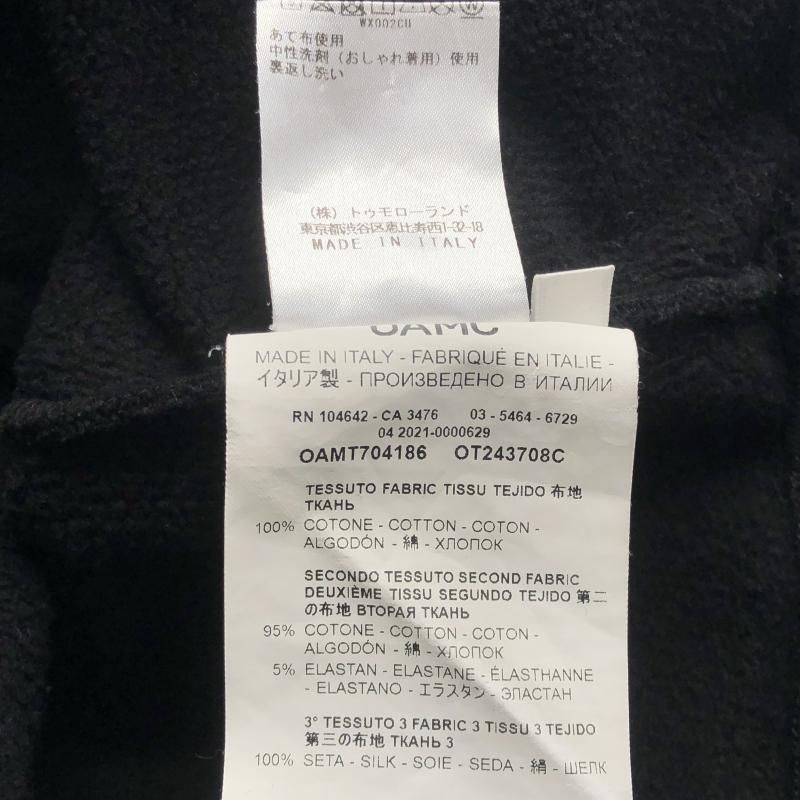 WX002CU
あて布使用
中性洗剤（おしゃれ着用）使用
裏返し洗い
（株）トゥモローランド
東京都渋谷区恵比寿西1-32-18
MADE IN ITALY
OAMC
MADE IN ITALY - FABRIQUÉ EN ITALIE -
イタリア製 - ПРОИЗВЕДЕНО В ИТАЛИИ
RN 104642 - CA 3476 03 - 5464 - 6729
04 2021-0000629
OAMT704186 OT243708C
TESSUTO FABRIC TISSU TEJIDO 布地
ТКАНЬ
100% COTONE - COTTON - COTON -
ALGODÓN - 綿 - ХЛОПОК
SECONDO TESSUTO SECOND FABRIC
DEUXIÈME TISSU SEGUNDO TEJIDO 第二
の布地 ВТОРАЯ ТКАНЬ
95% COTONE - COTTON - COTON -
ALGODÓN - 綿 - ХЛОПОК
5% ELASTAN - ELASTANE - ÉLASTHANNE
- ELASTANO - エラスタン - ЭЛАСТАН
3° TESSUTO 3 FABRIC 3 TISSU 3 TEJIDO
第三の布地 ТКАНЬ 3
100% SETA - SILK - SOIE - SEDA - 絹 - ШЕЛК